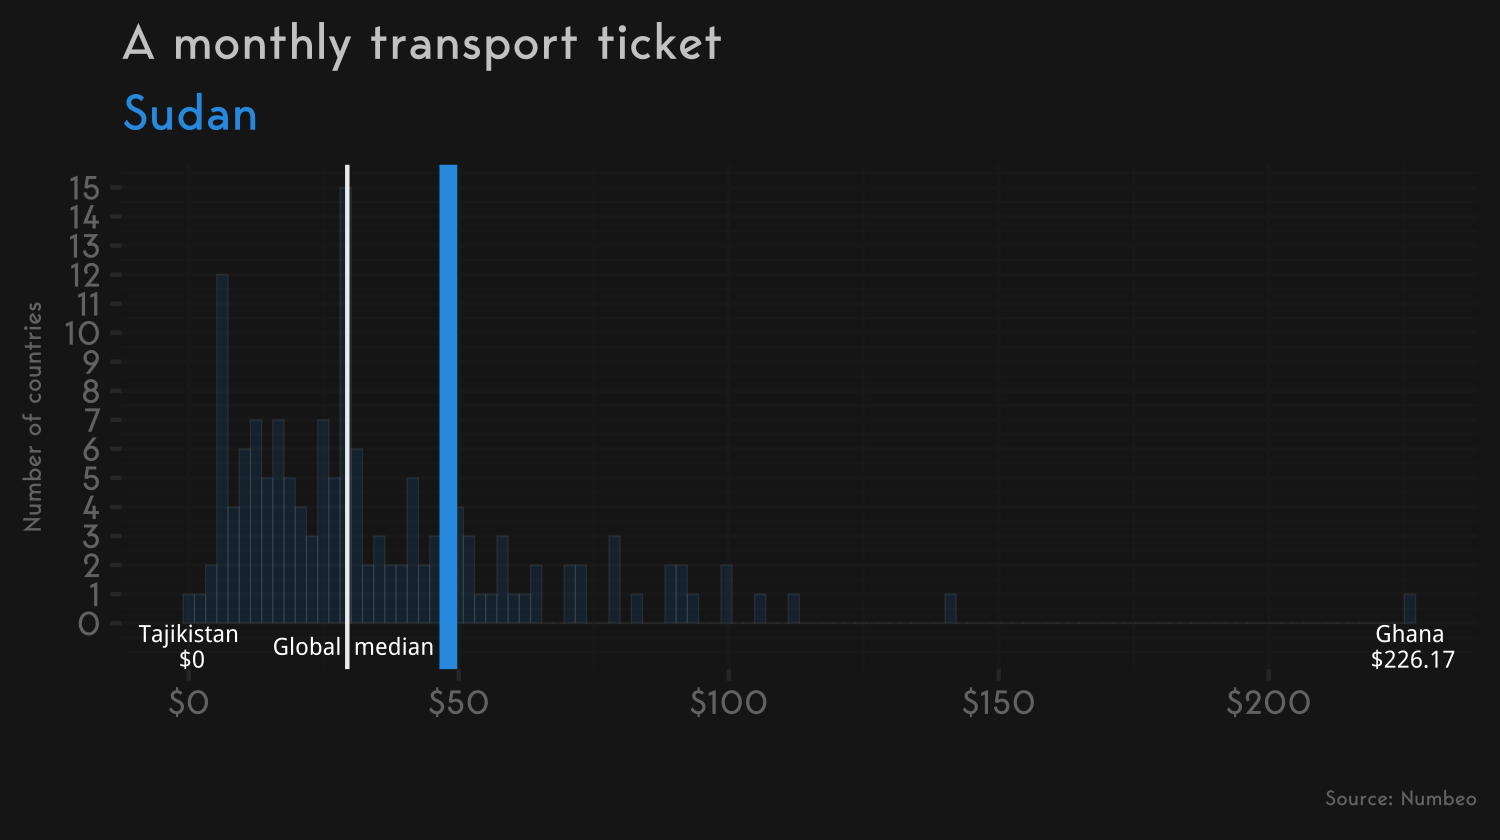 A monthly transport ticket
Sudan
Number of countries
15
14
13
12
11
10
9
8
7
6
5
4
3
2
1
0
Tajikistan
$0
Global median
Ghana
$226.17
$0 $50 $100 $150 $200
Source: Numbeo